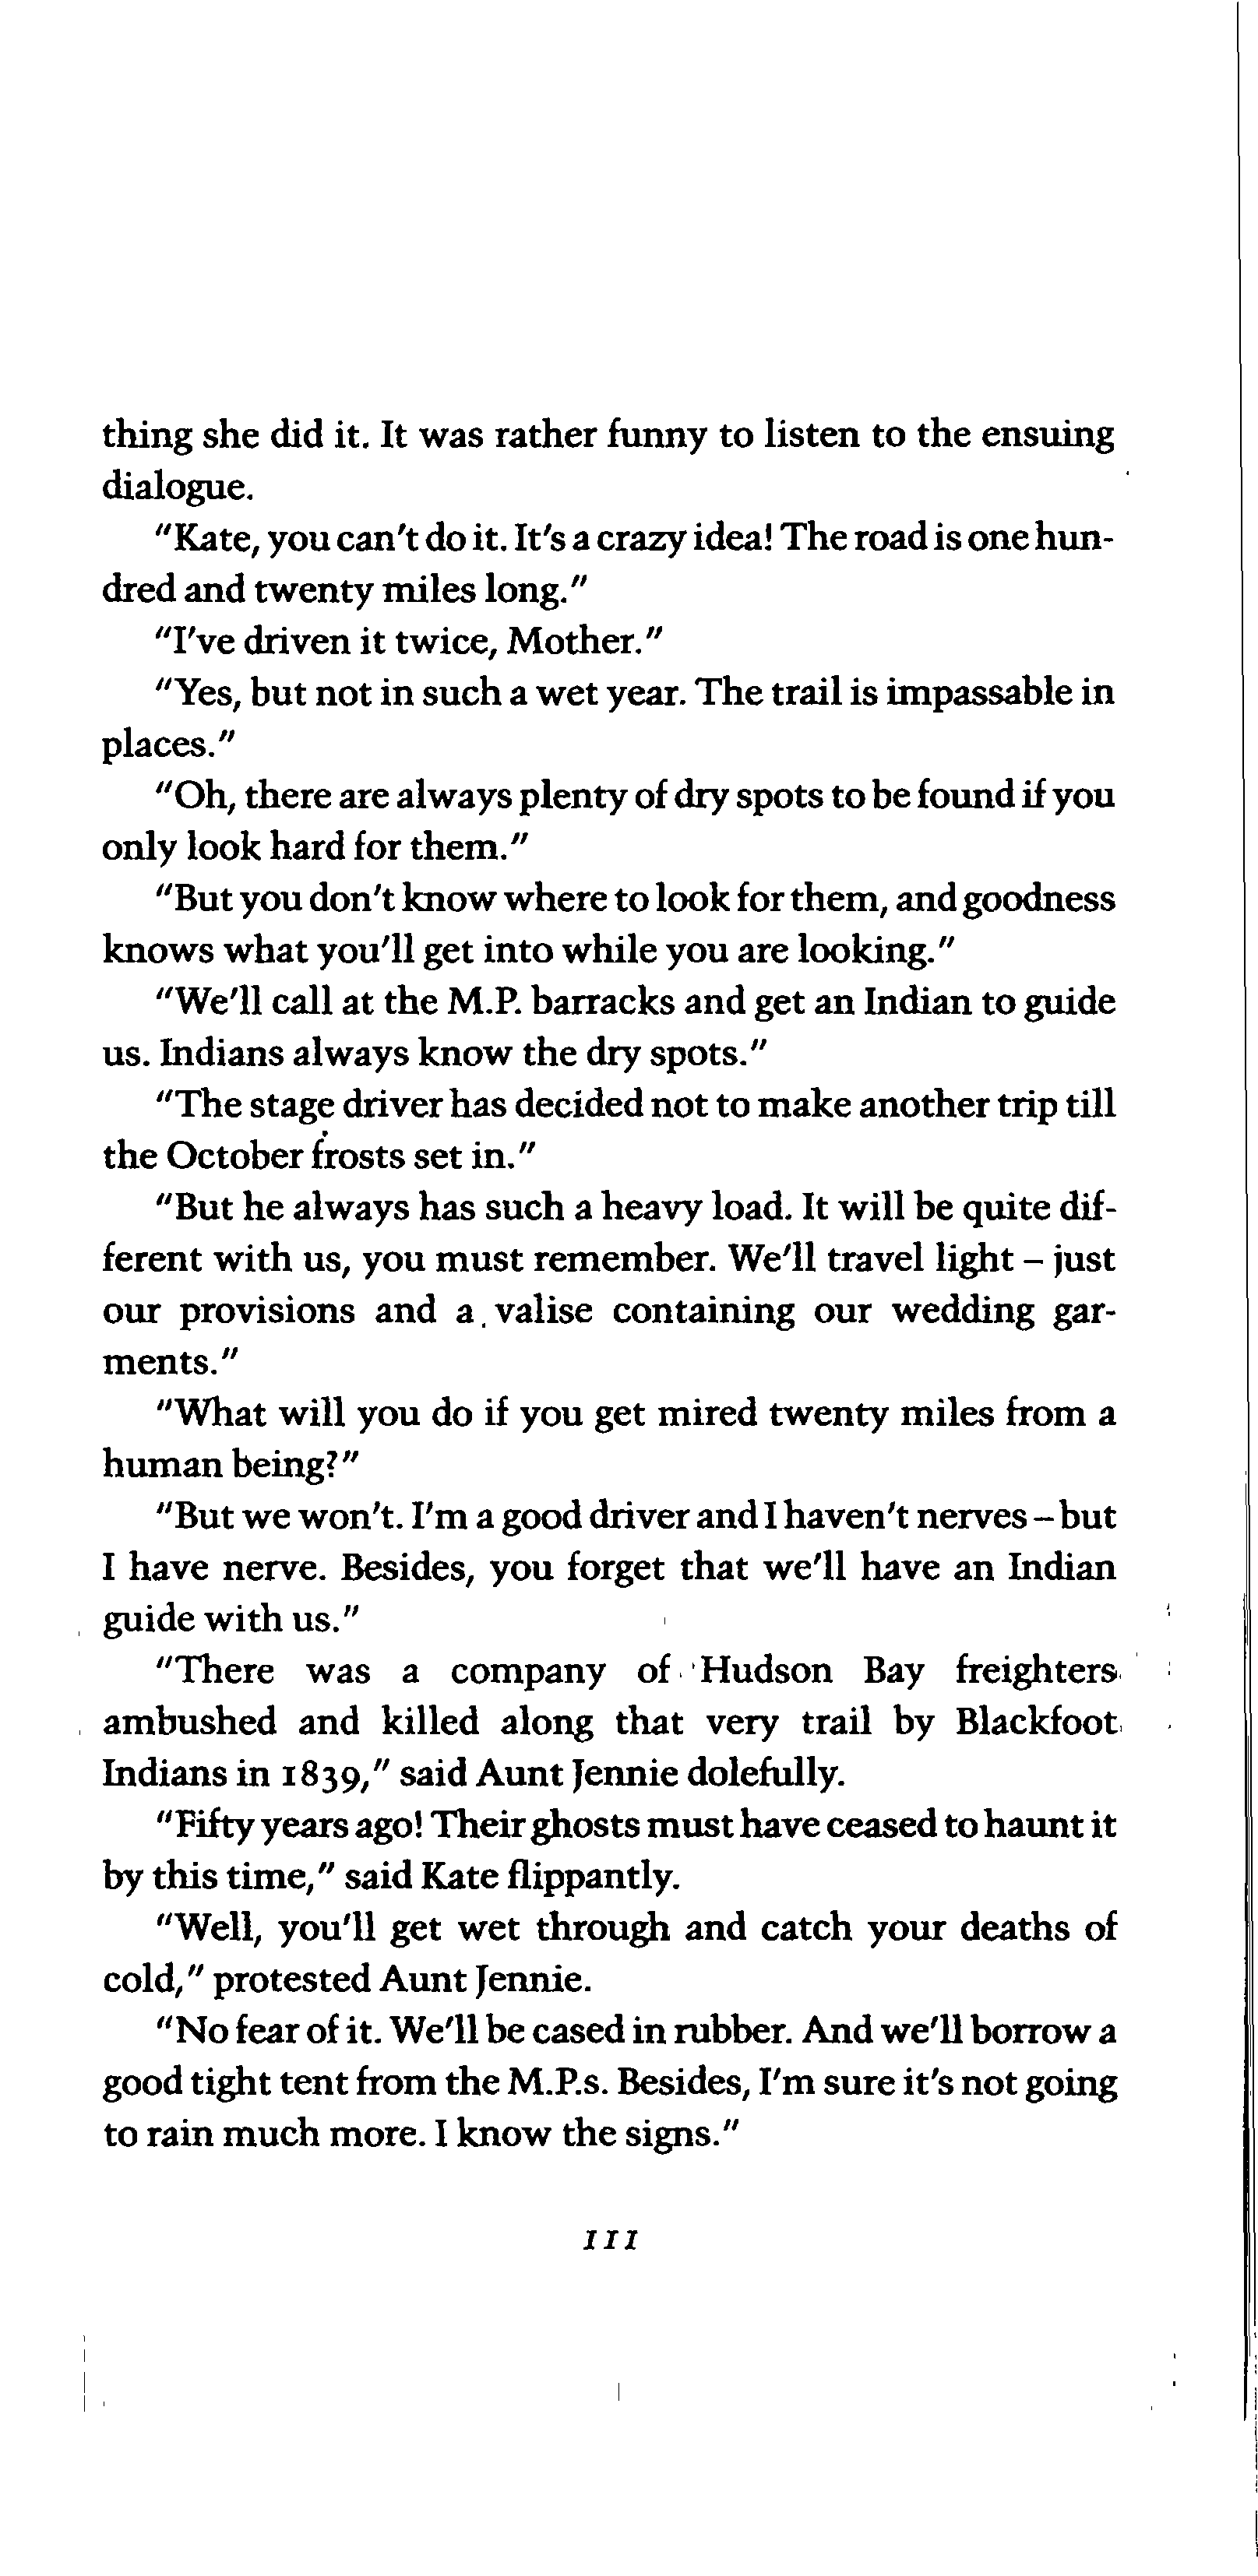 thing she did it. It was rather funny to listen to the ensuing
dialogue.
"Kate, you can't do it. It's a crazy idea! The road is one hun-
dred and twenty miles long."
"I've driven it twice, Mother."
"Yes, but not in such a wet year. The trail is impassable in
places."
"Oh, there are always plenty of dry spots to be found if you
only look hard for them."
"But you don't know where to look for them, and goodness
knows what you'll get into while you are looking."
"We'll call at the M.P. barracks and get an Indian to guide
us. Indians always know the dry spots."
"The stage driver has decided not to make another trip till
the October frosts set in."
"But he always has such a heavy load. It will be quite dif-
ferent with us, you must remember. We'll travel light – just
our provisions and a valise containing our wedding gar-
ments."
"What will you do if you get mired twenty miles from a
human being?"
"But we won't. I'm a good driver and I haven't nerves – but
I have nerve. Besides, you forget that we'll have an Indian
guide with us."
"There was a company of Hudson Bay freighters
ambushed and killed along that very trail by Blackfoot
Indians in 1839," said Aunt Jennie dolefully.
"Fifty years ago! Their ghosts must have ceased to haunt it
by this time," said Kate flippantly.
"Well, you'll get wet through and catch your deaths of
cold," protested Aunt Jennie.
"No fear of it. We'll be cased in rubber. And we'll borrow a
good tight tent from the M.P.s. Besides, I'm sure it's not going
to rain much more. I know the signs."
111